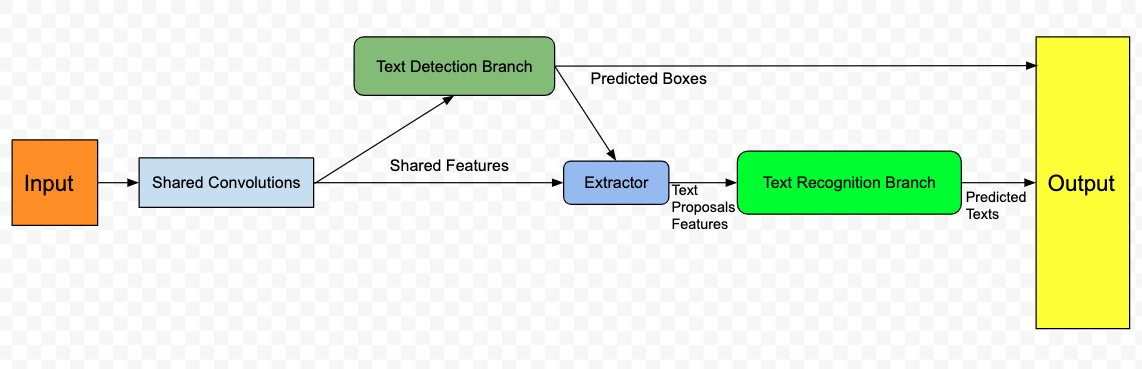 Text Detection Branch
Predicted Boxes
Input
Shared Convolutions
Shared Features
Extractor
Text
Proposals
Features
Text Recognition Branch
Predicted
Texts
Output